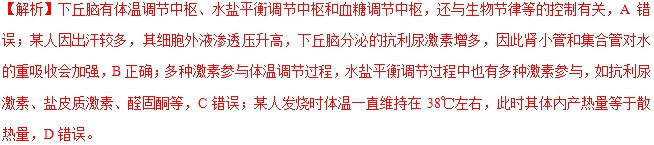 【解析】下丘脑有体温调节中枢、水盐平衡调节中枢和血糖调节中枢，还与生物节律等的控制有关，A 错
误；某人因出汗较多，其细胞外液渗透压升高，下丘脑分泌的抗利尿激素增多，因此肾小管和集合管对水
的重吸收会加强，B 正确；多种激素参与体温调节过程，水盐平衡调节过程中也有多种激素参与，如抗利尿
激素、盐皮质激素、醛固酮等，C 错误；某人发烧时体温一直维持在 38℃左右，此时其体内产热量等于散
热量，D 错误。